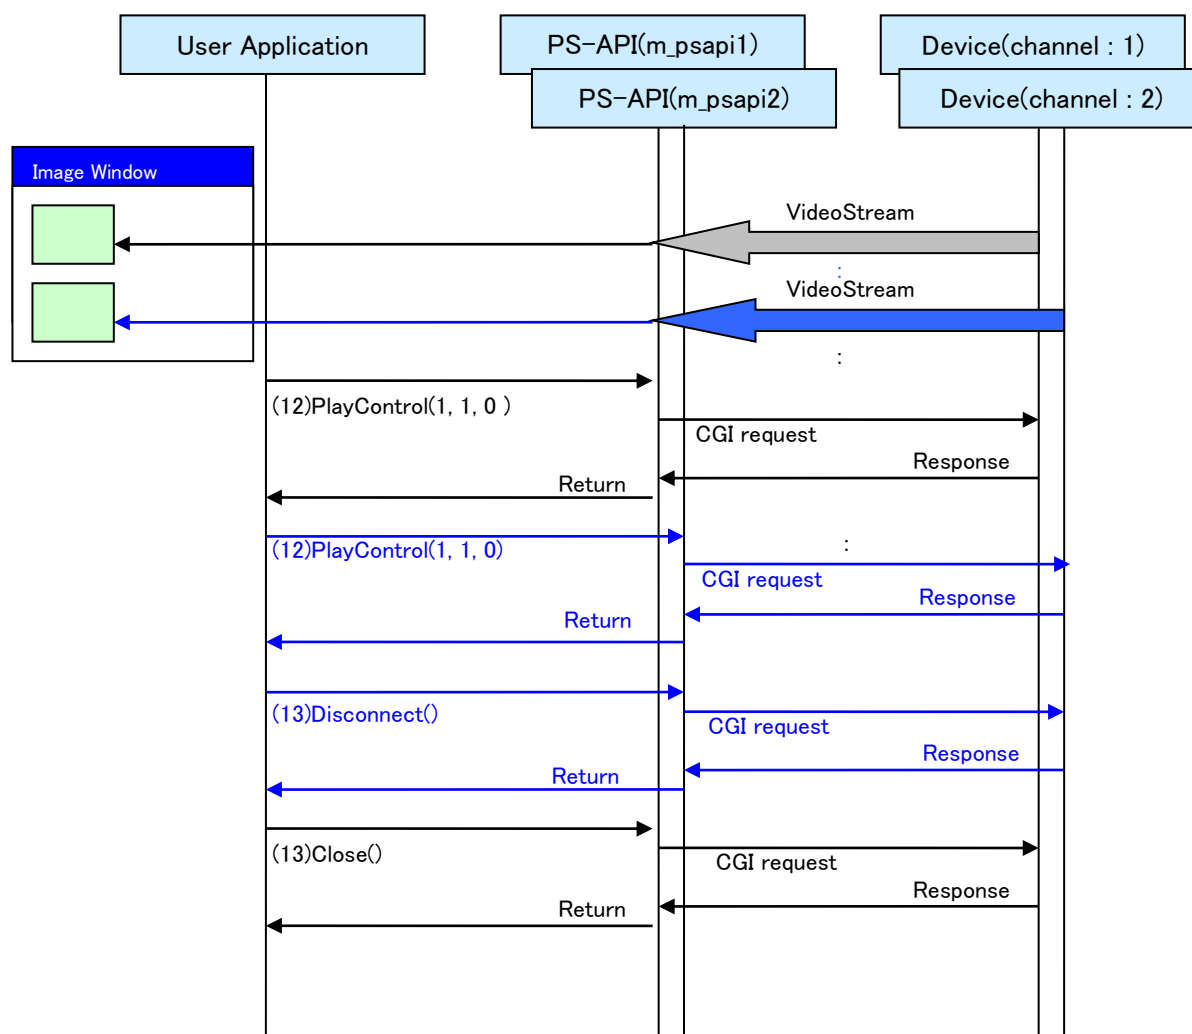 User Application
PS-API(m_psapi1)
Device(channel : 1)
PS-API(m_psapi2)
Device(channel : 2)
Image Window
VideoStream
:
VideoStream
:
(12)PlayControl(1, 1, 0 )
CGI request
Response
Return
(12)PlayControl(1, 1, 0)
:
CGI request
Response
Return
(13)Disconnect()
CGI request
Response
Return
(13)Close()
CGI request
Response
Return